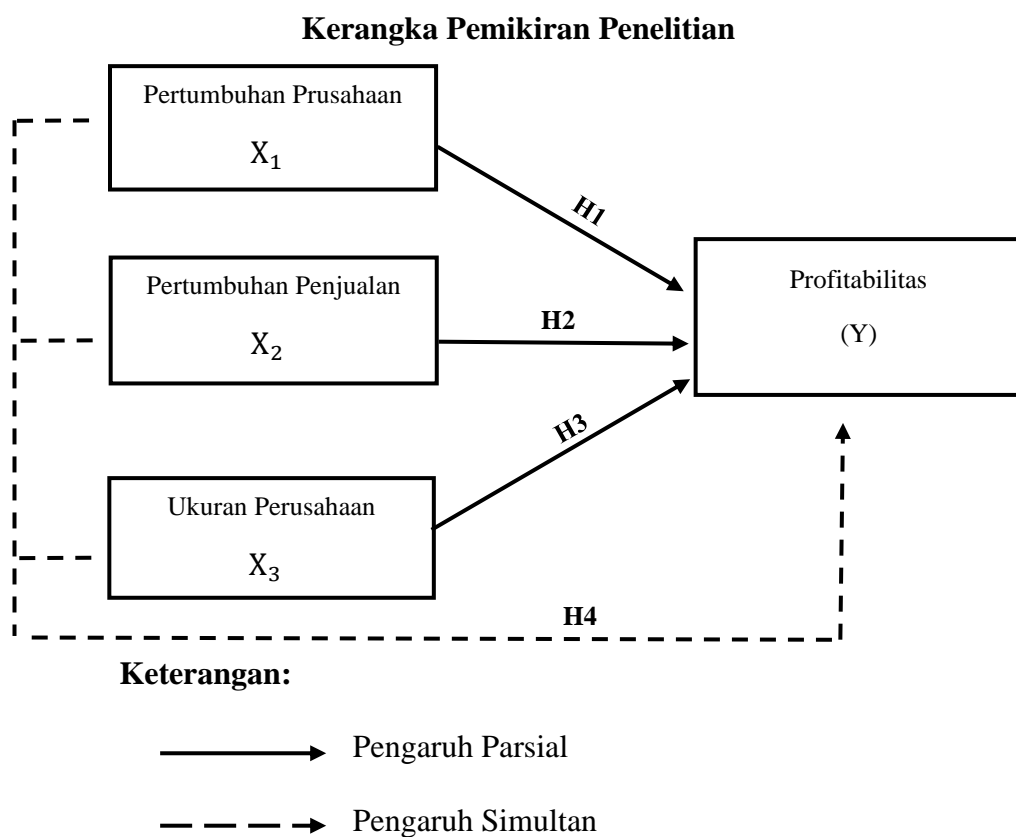 Kerangka Pemikiran Penelitian
Pertumbuhan Prusahaan
X₁
H1
Pertumbuhan Penjualan
X₂
H2
Profitabilitas
(Y)
H3
Ukuran Perusahaan
X₃
H4
Keterangan:
Pengaruh Parsial
Pengaruh Simultan